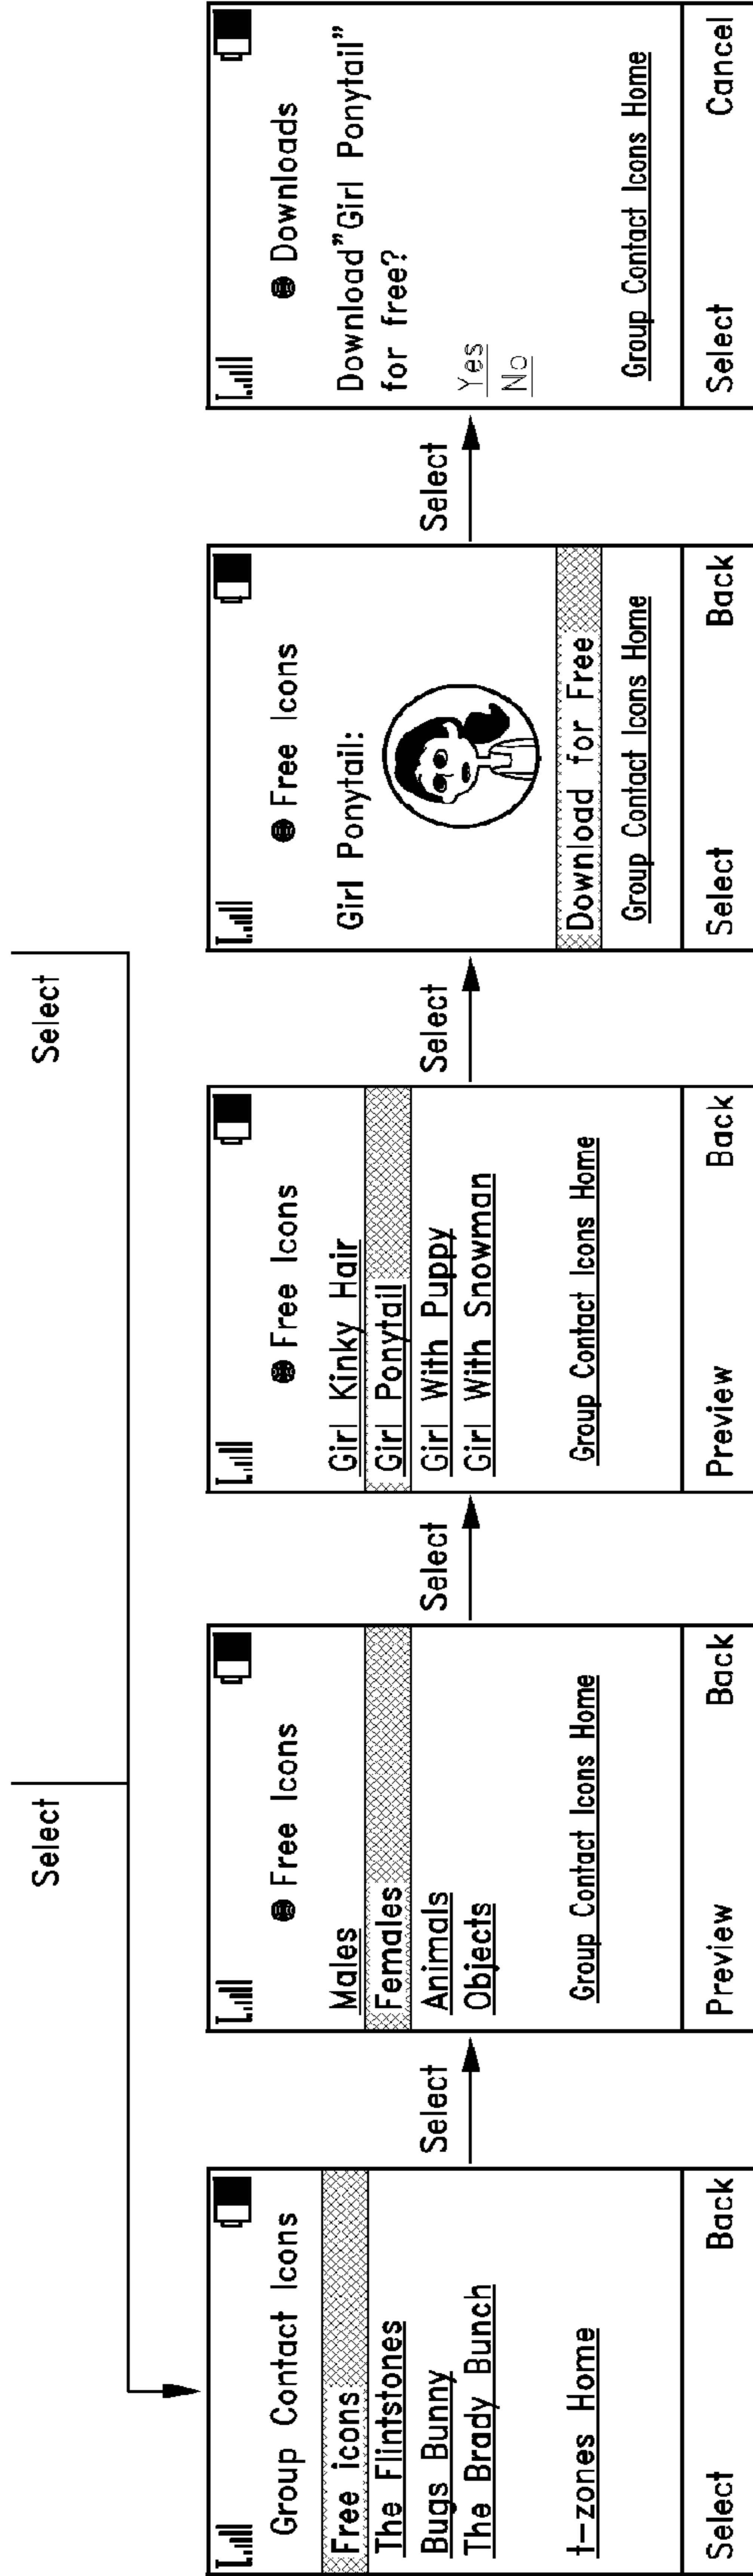 Select
Select
Group Contact Icons
Free icons
The Flintstones
Bugs Bunny
The Brady Bunch
t-zones Home
Select Back
Select
Free Icons
Males
Females
Animals
Objects
Group Contact Icons Home
Preview Back
Select
Free Icons
Girl Kinky Hair
Girl Ponytail
Girl With Puppy
Girl With Snowman
Group Contact Icons Home
Preview Back
Select
Free Icons
Girl Ponytail:
Download for Free
Group Contact Icons Home
Select Back
Select
Downloads
Download"Girl Ponytail"
for free?
Yes
No
Group Contact Icons Home
Select Cancel